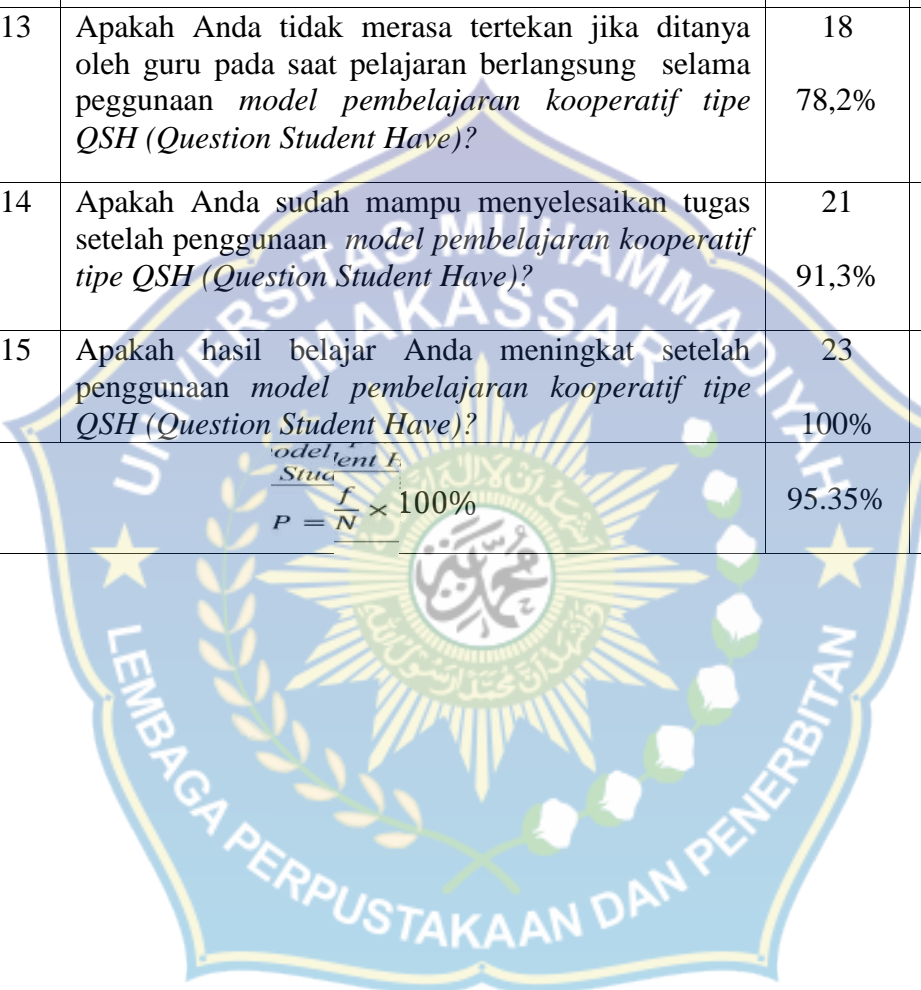 13 Apakah Anda tidak merasa tertekan jika ditanya 18
oleh guru pada saat pelajaran berlangsung selama
peggunaan model pembelajaran kooperatif tipe 78,2%
QSH (Question Student Have)?
14 Apakah Anda sudah mampu menyelesaikan tugas 21
setelah penggunaan model pembelajaran kooperatif
tipe QSH (Question Student Have)? 91,3%
15 Apakah hasil belajar Anda meningkat setelah 23
penggunaan model pembelajaran kooperatif tipe
QSH (Question Student Have)? 100%
P = f/N × 100% 95.35%
UNIVERSITAS MUHAMMADIYAH
MAKASSAR
LEMBAGA PERPUSTAKAAN DAN PENERBITAN